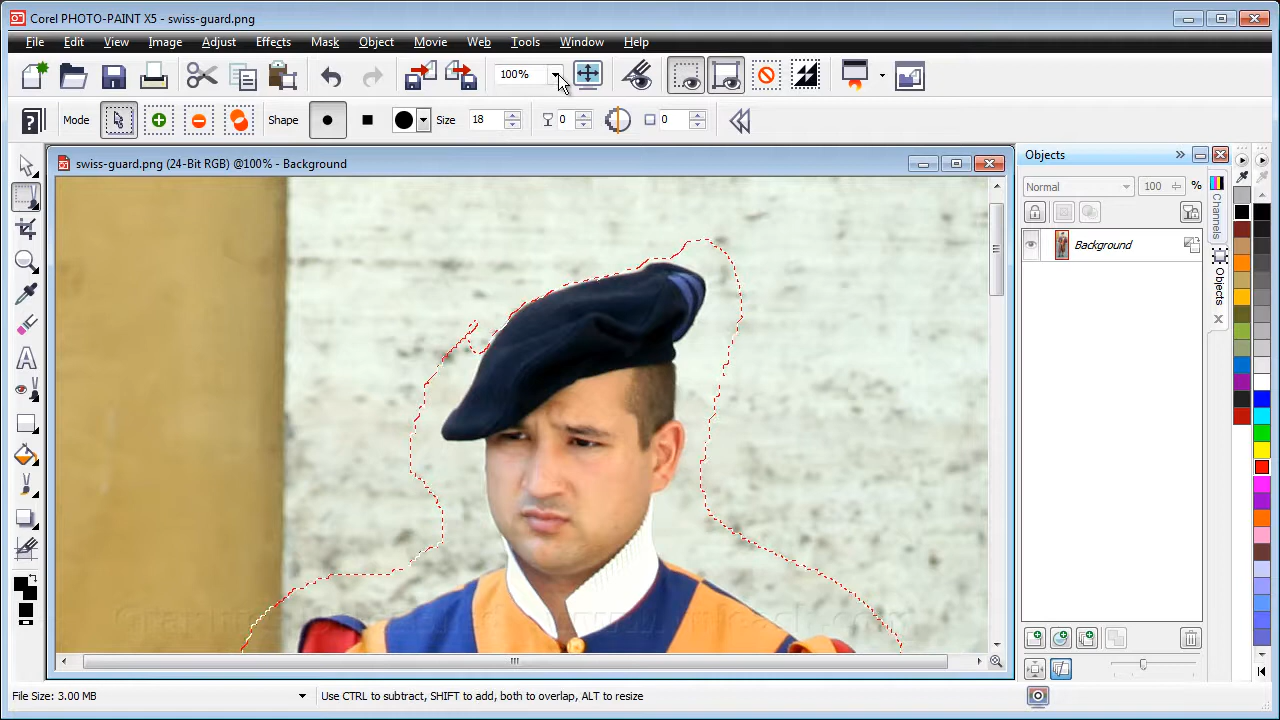 Corel PHOTO-PAINT X5 - swiss-guard.png
File Edit View Image Adjust Effects Mask Object Movie Web Tools Window Help
100%
Mode Shape Size 18 0 0
swiss-guard.png (24-Bit RGB) @100% - Background
Objects
Normal 100 %
Background
Channels
Objects
File Size: 3.00 MB
Use CTRL to subtract, SHIFT to add, both to overlap, ALT to resize